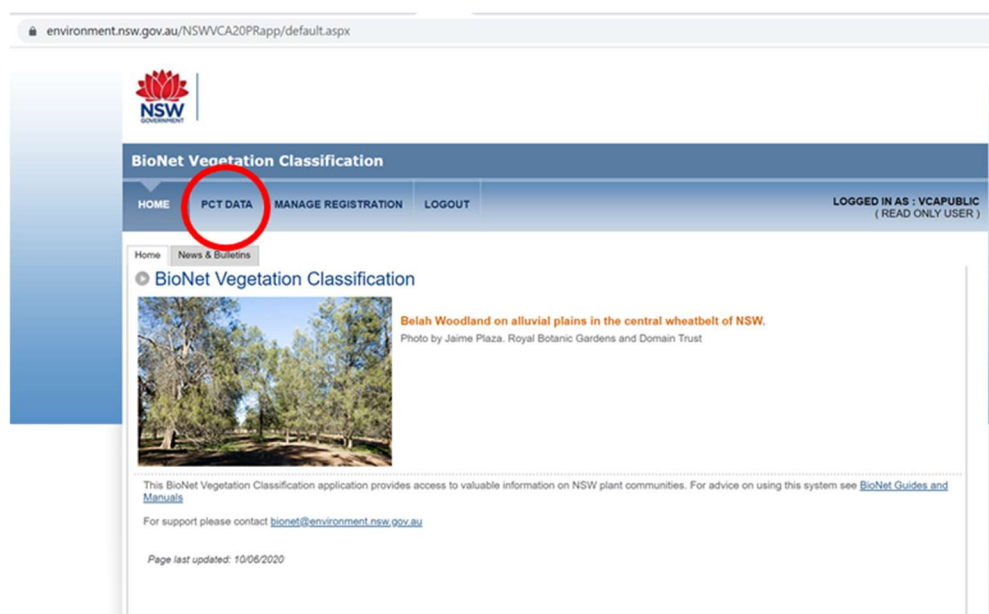 environment.nsw.gov.au/NSWVCA20PRapp/default.aspx
NSW
GOVERNMENT
BioNet Vegetation Classification
HOME PCT DATA MANAGE REGISTRATION LOGOUT
LOGGED IN AS : VCAPUBLIC
( READ ONLY USER )
Home News & Bulletins
BioNet Vegetation Classification
Belah Woodland on alluvial plains in the central wheatbelt of NSW.
Photo by Jaime Plaza. Royal Botanic Gardens and Domain Trust
This BioNet Vegetation Classification application provides access to valuable information on NSW plant communities. For advice on using this system see BioNet Guides and
Manuals
For support please contact bionet@environment.nsw.gov.au
Page last updated: 10/06/2020